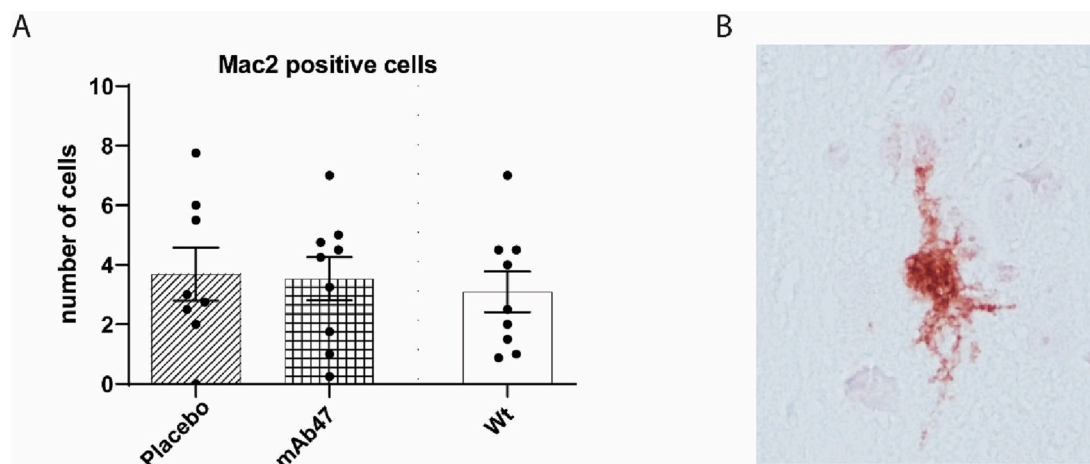 A
B
Mac2 positive cells
number of cells
10
8
6
4
2
0
Placebo
mAb47
Wt